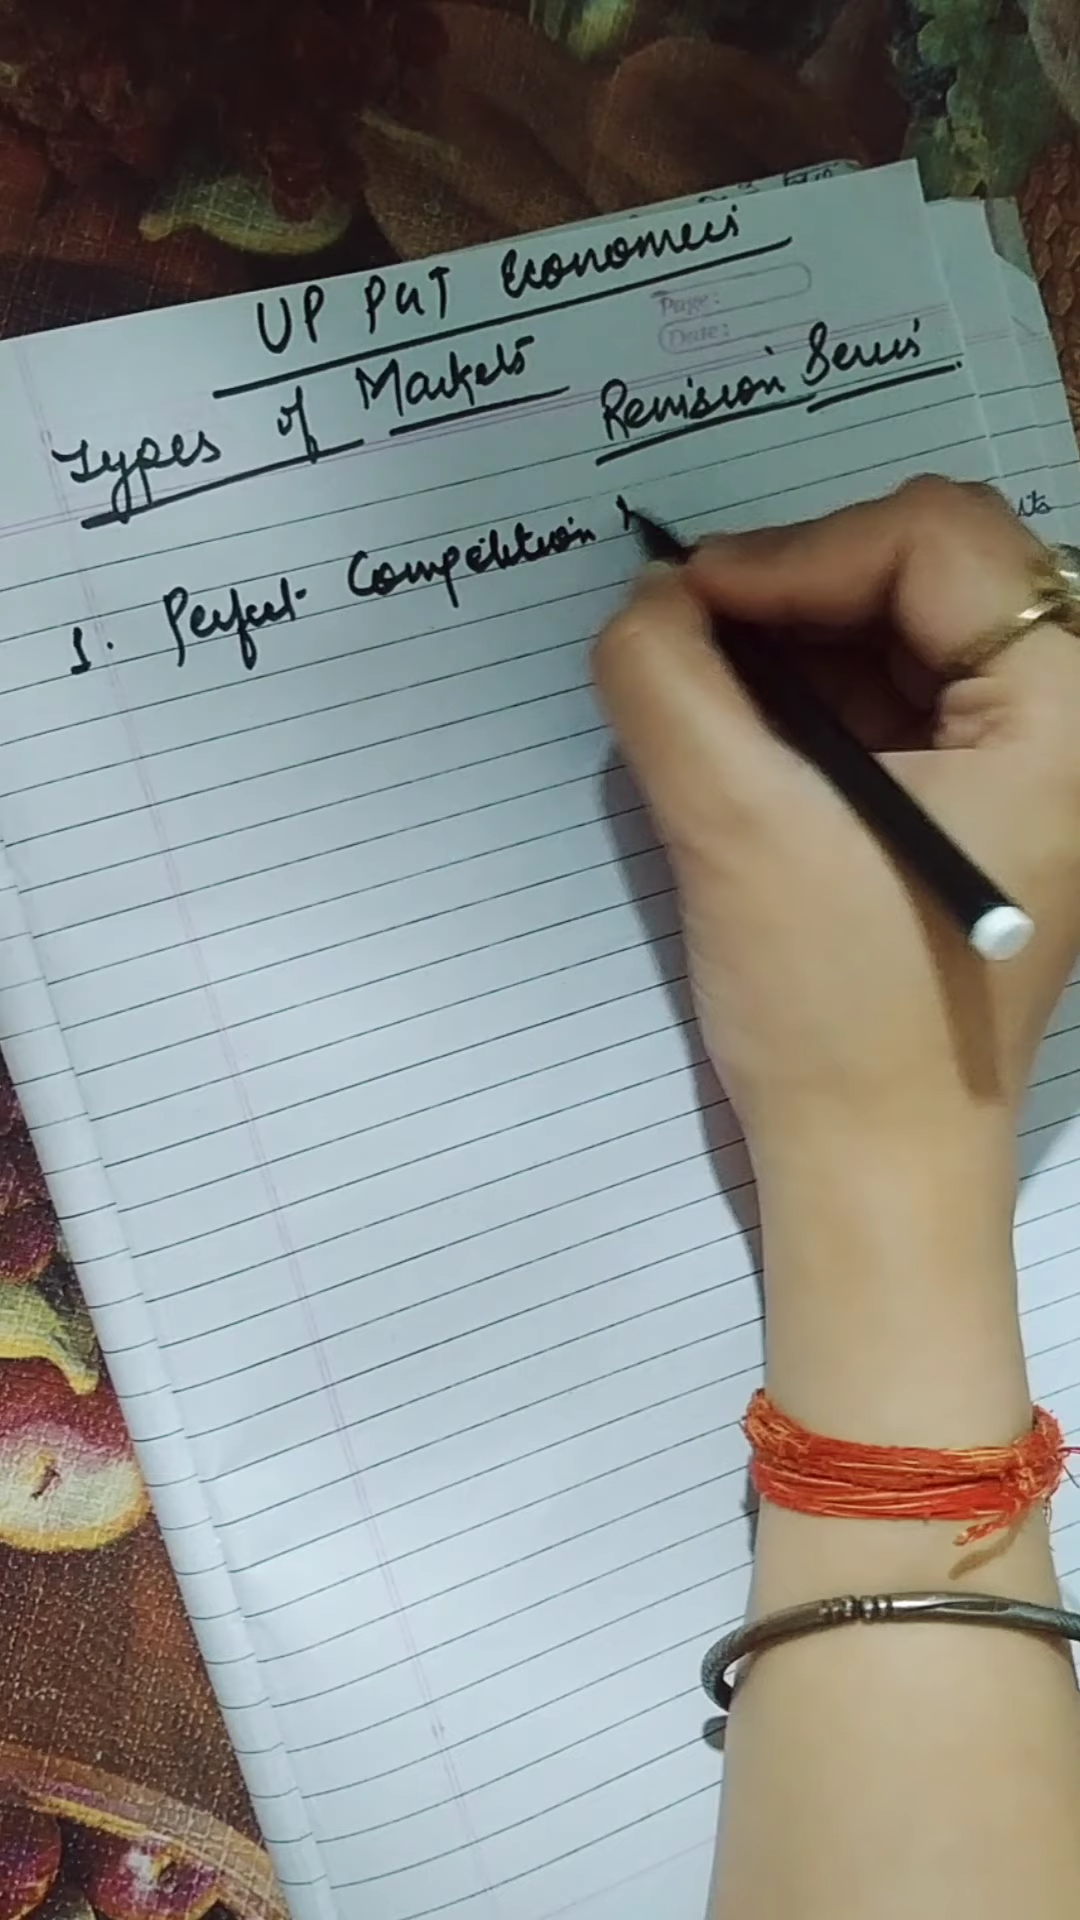 UP PGT Economics
Page:
Date:
Types of Markets
Revision Series
1. Perfect Competition